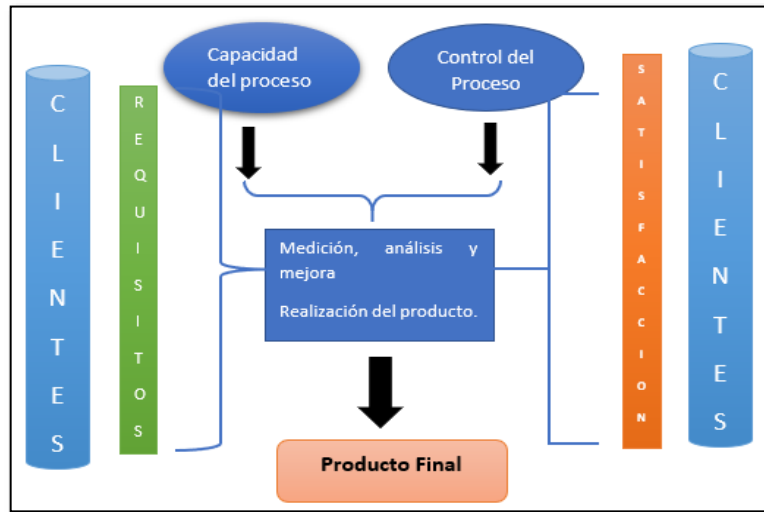 Capacidad
del proceso
Control del
Proceso
CLIENTES
REQUISITOS
Medición, análisis y
mejora
Realización del producto.
SATISFACCION
CLIENTES
Producto Final